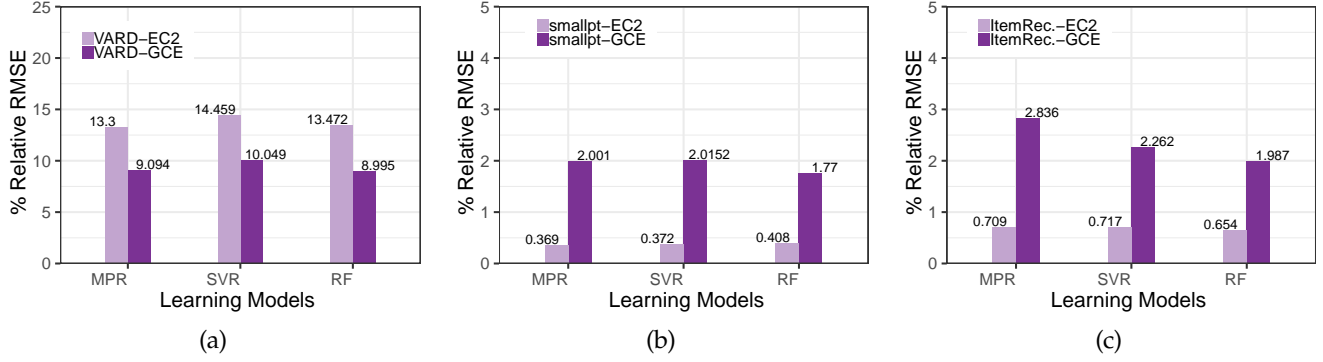 % Relative RMSE
25
20
15
10
5
0
VARD−EC2
VARD−GCE
13.3
9.094
14.459
10.049
13.472
8.995
MPR
SVR
RF
Learning Models
(a)
% Relative RMSE
5
4
3
2
1
0
smallpt−EC2
smallpt−GCE
0.369
2.001
0.372
2.0152
0.408
1.77
MPR
SVR
RF
Learning Models
(b)
% Relative RMSE
5
4
3
2
1
0
ItemRec.−EC2
ItemRec.−GCE
0.709
2.836
0.717
2.262
0.654
1.987
MPR
SVR
RF
Learning Models
(c)